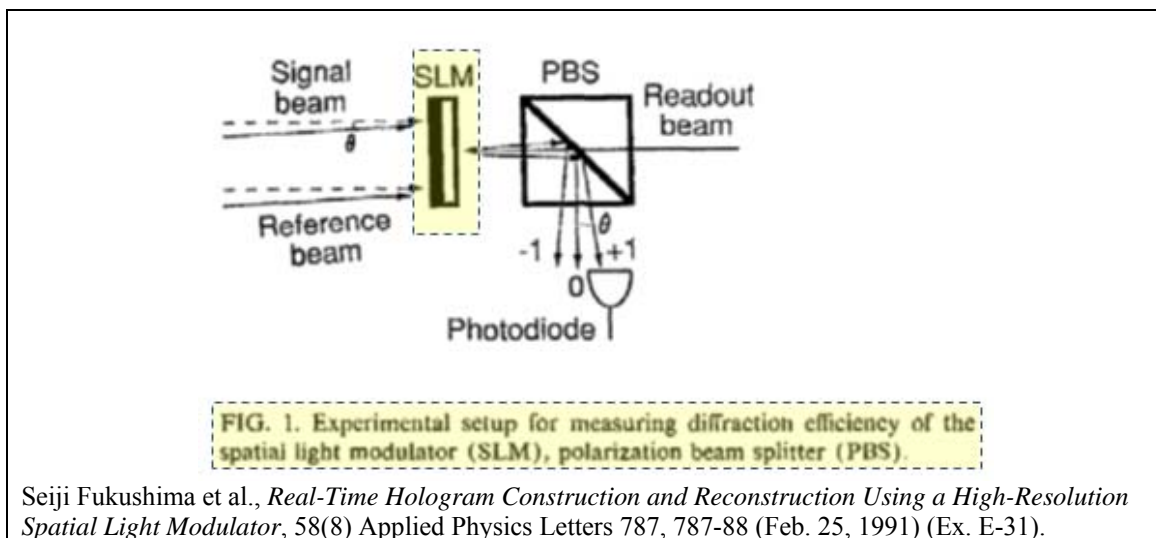 Signal
beam
SLM
PBS
Readout
beam
θ
Reference
beam
θ
-1
+1
0
Photodiode
FIG. 1. Experimental setup for measuring diffraction efficiency of the
spatial light modulator (SLM), polarization beam splitter (PBS).
Seiji Fukushima et al., Real-Time Hologram Construction and Reconstruction Using a High-Resolution
Spatial Light Modulator, 58(8) Applied Physics Letters 787, 787-88 (Feb. 25, 1991) (Ex. E-31).